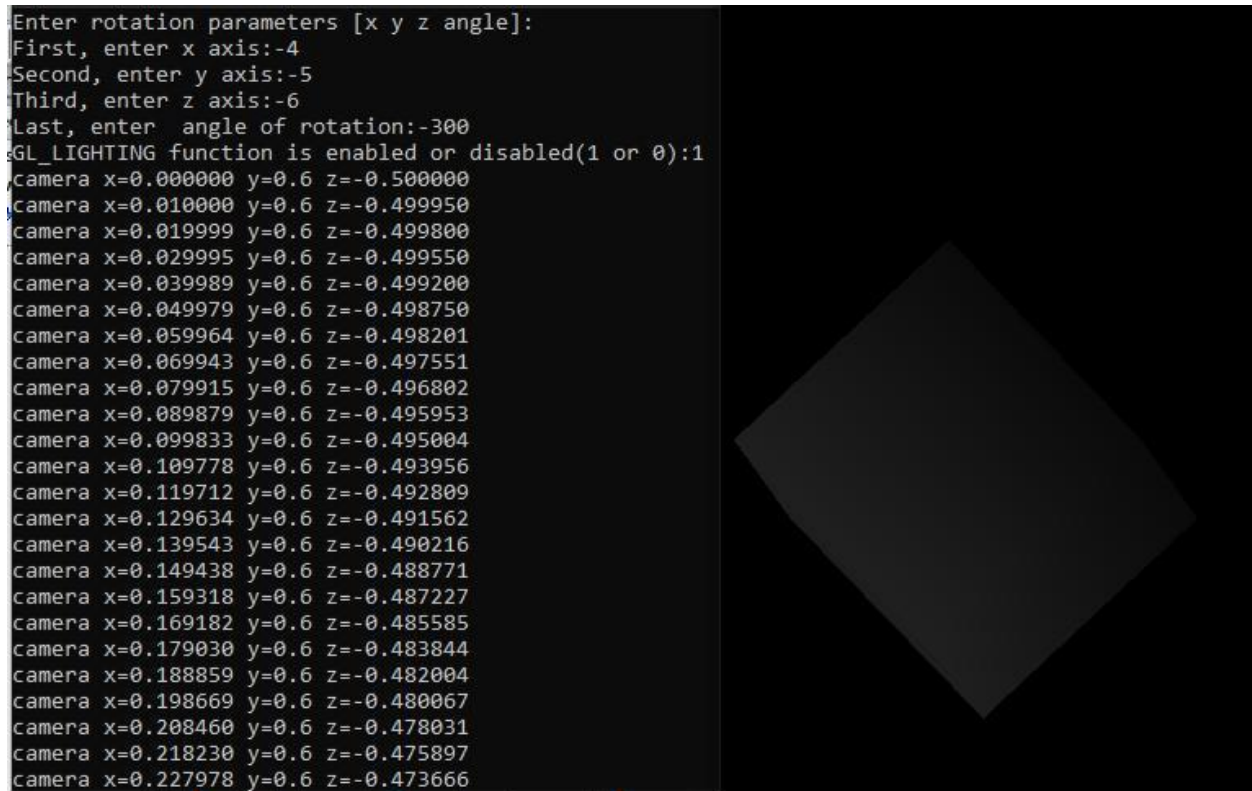 Enter rotation parameters [x y z angle]:
First, enter x axis:-4
Second, enter y axis:-5
Third, enter z axis:-6
Last, enter  angle of rotation:-300
GL_LIGHTING function is enabled or disabled(1 or 0):1
camera x=0.000000 y=0.6 z=-0.500000
camera x=0.010000 y=0.6 z=-0.499950
camera x=0.019999 y=0.6 z=-0.499800
camera x=0.029995 y=0.6 z=-0.499550
camera x=0.039989 y=0.6 z=-0.499200
camera x=0.049979 y=0.6 z=-0.498750
camera x=0.059964 y=0.6 z=-0.498201
camera x=0.069943 y=0.6 z=-0.497551
camera x=0.079915 y=0.6 z=-0.496802
camera x=0.089879 y=0.6 z=-0.495953
camera x=0.099833 y=0.6 z=-0.495004
camera x=0.109778 y=0.6 z=-0.493956
camera x=0.119712 y=0.6 z=-0.492809
camera x=0.129634 y=0.6 z=-0.491562
camera x=0.139543 y=0.6 z=-0.490216
camera x=0.149438 y=0.6 z=-0.488771
camera x=0.159318 y=0.6 z=-0.487227
camera x=0.169182 y=0.6 z=-0.485585
camera x=0.179030 y=0.6 z=-0.483844
camera x=0.188859 y=0.6 z=-0.482004
camera x=0.198669 y=0.6 z=-0.480067
camera x=0.208460 y=0.6 z=-0.478031
camera x=0.218230 y=0.6 z=-0.475897
camera x=0.227978 y=0.6 z=-0.473666